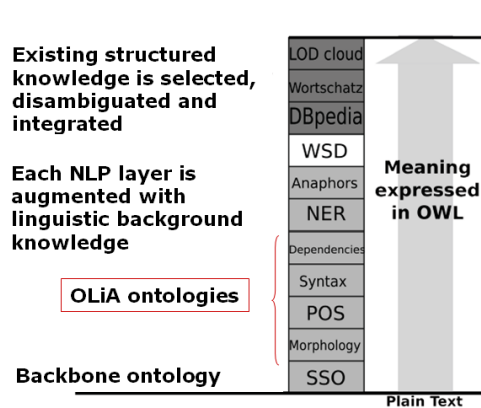 Existing structured
knowledge is selected,
disambiguated and
integrated
Each NLP layer is
augmented with
linguistic background
knowledge
OLiA ontologies
Backbone ontology
LOD cloud
Wortschatz
DBpedia
WSD
Anaphors
NER
Dependencies
Syntax
POS
Morphology
SSO
Meaning
expressed
in OWL
Plain Text